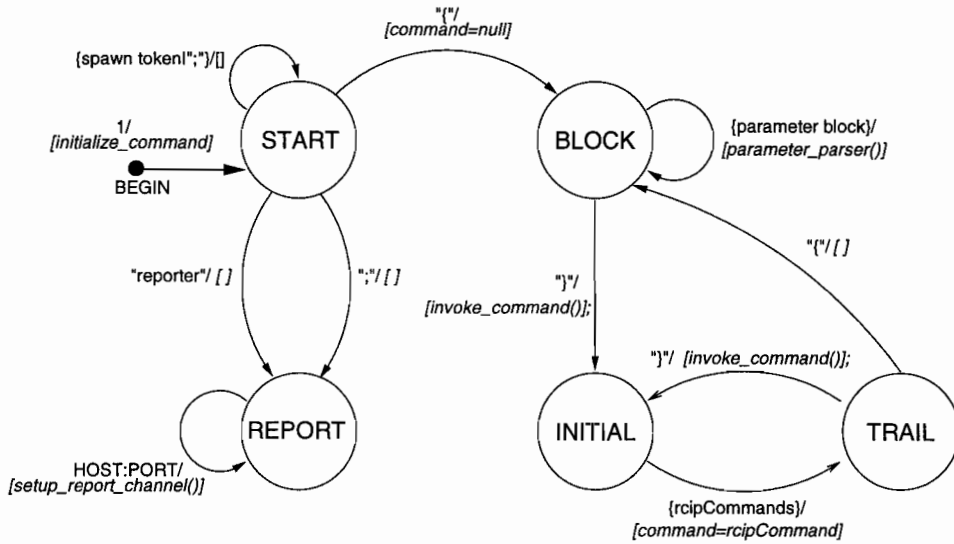 "{"/
[command=null]
{spawn token|";"}/[]
1/
[initialize_command]
BEGIN
START
BLOCK
{parameter block}/
[parameter_parser()]
"reporter"/ [ ]
";"/ [ ]
"}"/
[invoke_command()];
"{"/ [ ]
"}"/ [invoke_command()];
REPORT
INITIAL
TRAIL
HOST:PORT/
[setup_report_channel()]
{rcipCommands}/
[command=rcipCommand]